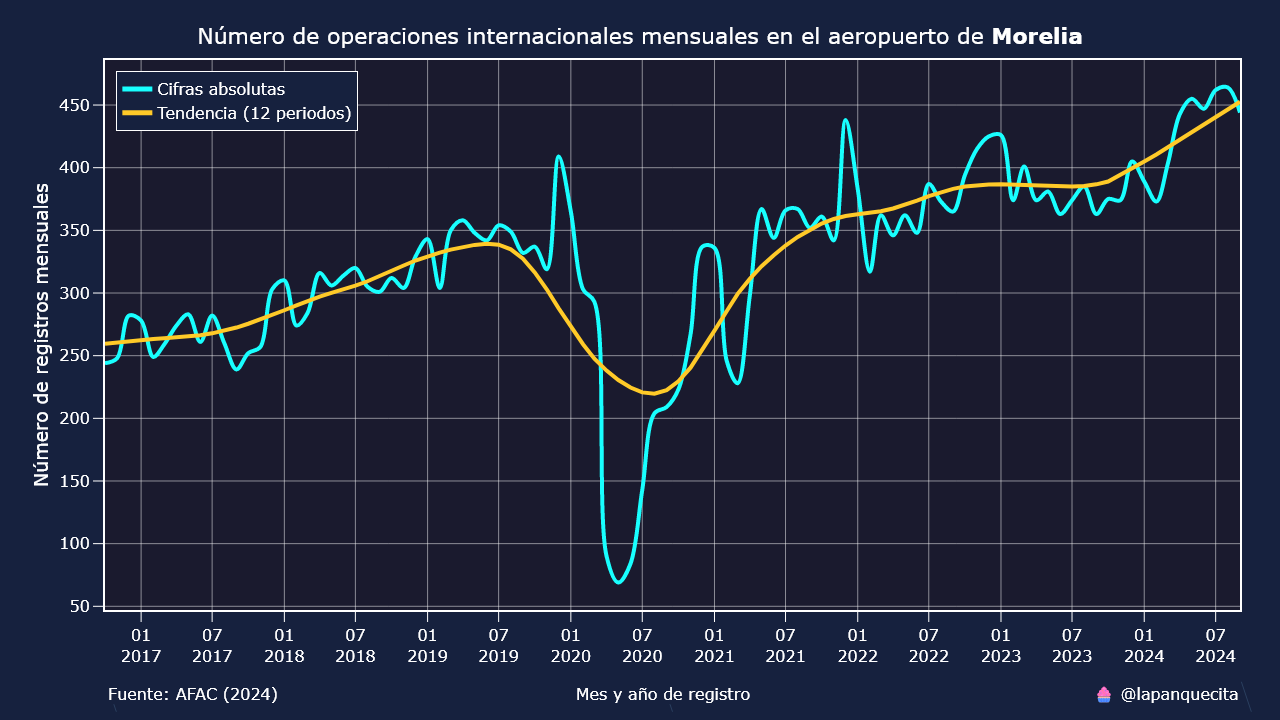 Número de operaciones internacionales mensuales en el aeropuerto de Morelia
Cifras absolutas
Tendencia (12 periodos)
Número de registros mensuales
450
400
350
300
250
200
150
100
50
01 07 01 07 01 07 01 07 01 07 01 07 01 07 01 07
2017 2017 2018 2018 2019 2019 2020 2020 2021 2021 2022 2022 2023 2023 2024 2024
Fuente: AFAC (2024) Mes y año de registro @lapanquecita